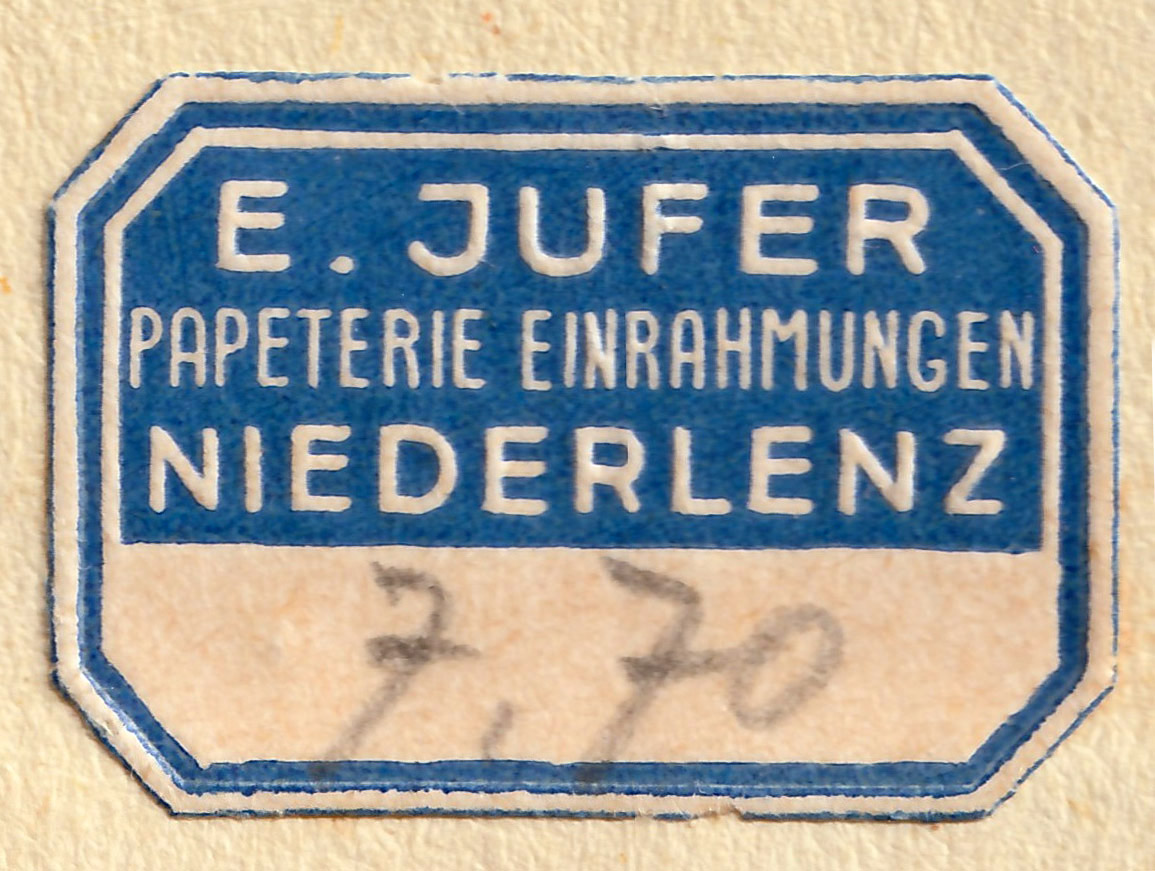 E. JUFER
PAPETERIE EINRAHMUNGEN
NIEDERLENZ
7,70